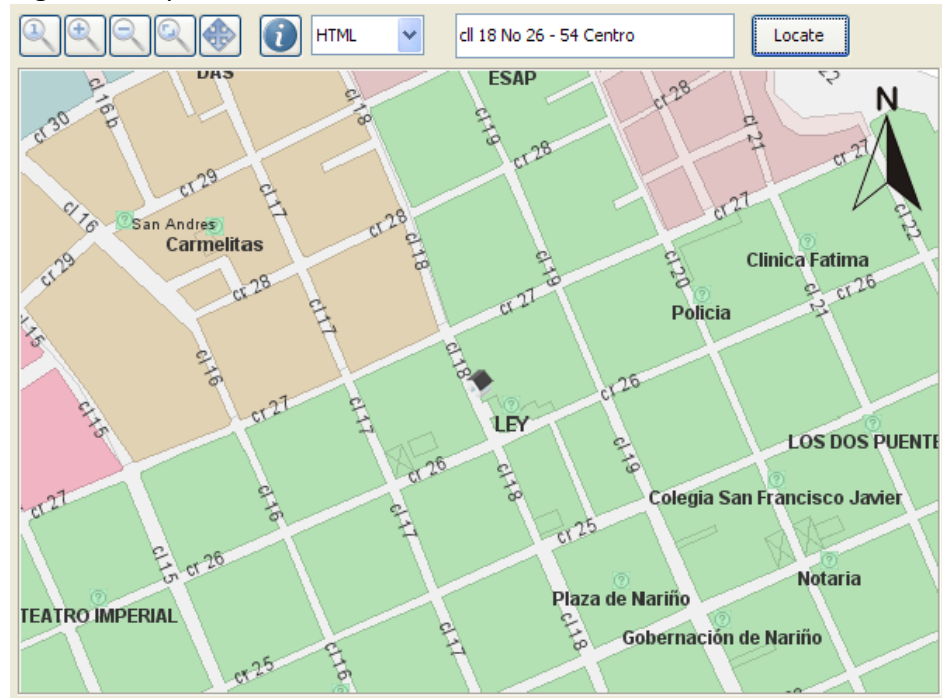 HTML
cll 18 No 26 - 54 Centro
Locate
DAS
ESAP
cl 16 b
cl 18
cr 28
22
N
cr 30
cl 19
cl 21
cr 28
cr 27
cr 29
cl 17
cr 27
cl 16
San Andres
cr 28
cl 22
Carmelitas
cl 18
Clinica Fatima
cr 29
cl 19
cl 20
cr 28
cl 21
cr 26
cl 17
cr 27
Policia
cl 15
cl 18
cl 16
cr 26
cl 15
cr 27
cl 17
LEY
cl 19
LOS DOS PUENTE
cr 26
cr 27
cl 16
cl 18
Colegia San Francisco Javier
cl 17
cr 25
cl 15
cr 26
Notaria
Plaza de Nariño
TEATRO IMPERIAL
cl 17
cl 18
Gobernación de Nariño
cr 25
cl 16